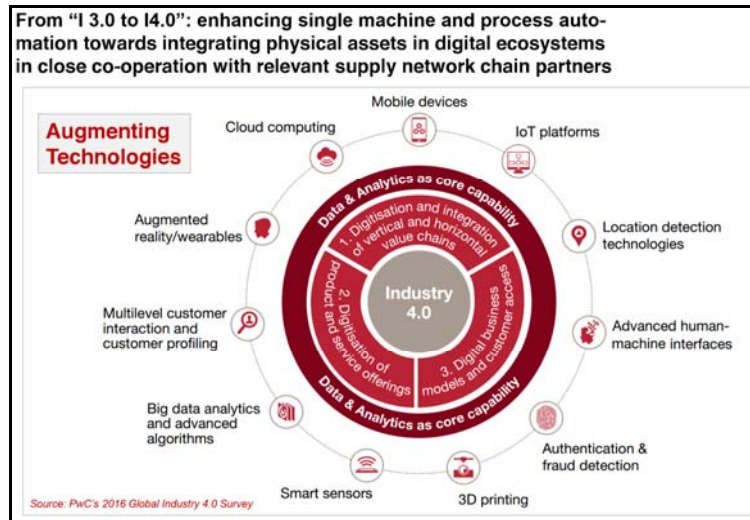 From “I 3.0 to I4.0”: enhancing single machine and process auto-
mation towards integrating physical assets in digital ecosystems
in close co-operation with relevant supply network chain partners
Augmenting
Technologies
Mobile devices
Cloud computing
IoT platforms
Augmented
reality/wearables
Location detection
technologies
Multilevel customer
interaction and
customer profiling
Advanced human-
machine interfaces
Big data analytics
and advanced
algorithms
Authentication &
fraud detection
Smart sensors
3D printing
Data & Analytics as core capability
1. Digitisation and integration
of vertical and horizontal
value chains
2. Digitisation of
product and service offerings
3. Digital business
models and customer access
Industry
4.0
Data & Analytics as core capability
Source: PwC's 2016 Global Industry 4.0 Survey